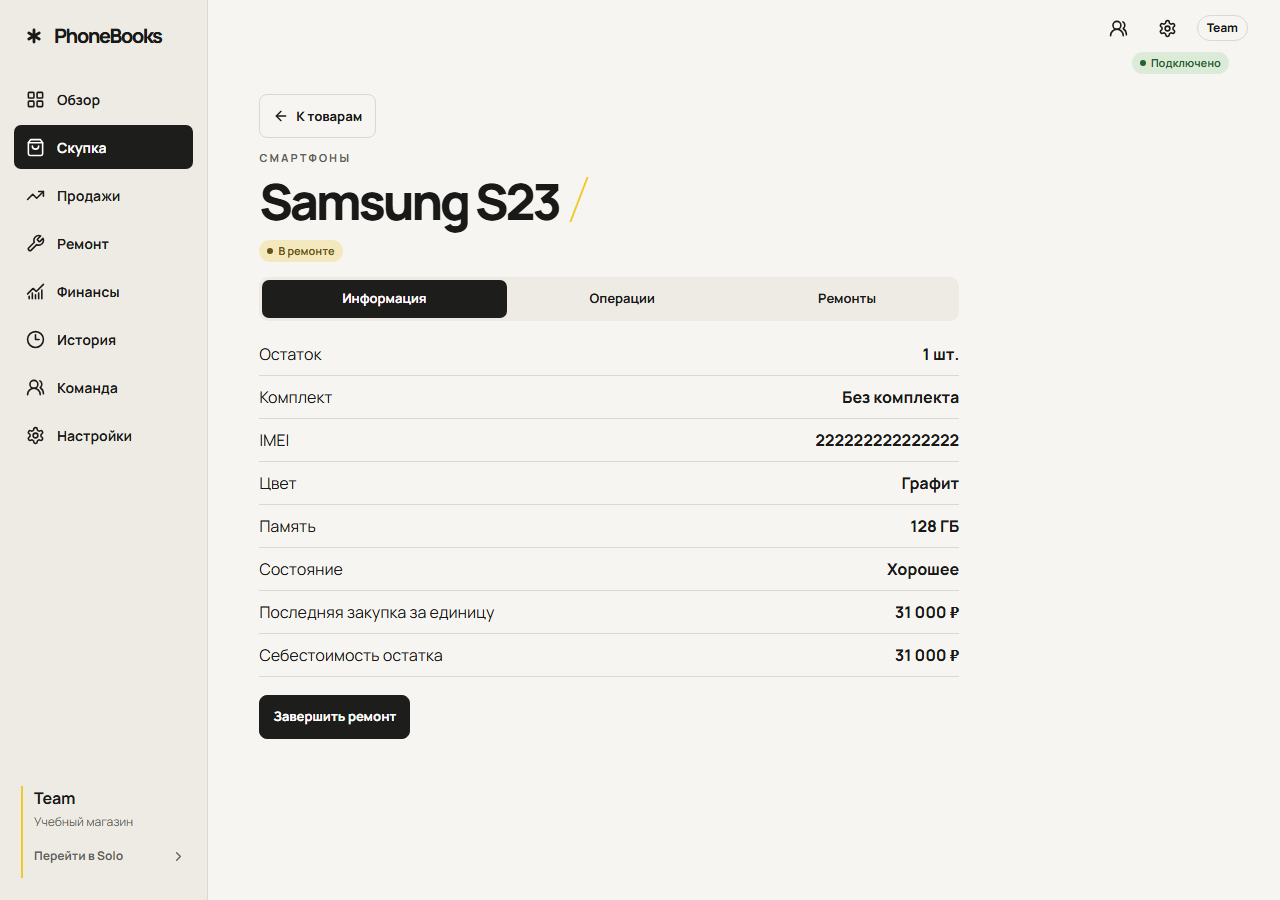 PhoneBooks
Обзор
Скупка
Продажи
Ремонт
Финансы
История
Команда
Настройки
Team
Учебный магазин
Перейти в Solo
Team
Подключено
К товарам
СМАРТФОНЫ
Samsung S23
В ремонте
Информация Операции Ремонты
Остаток 1 шт.
Комплект Без комплекта
IMEI 222222222222222
Цвет Графит
Память 128 ГБ
Состояние Хорошее
Последняя закупка за единицу 31 000 ₽
Себестоимость остатка 31 000 ₽
Завершить ремонт